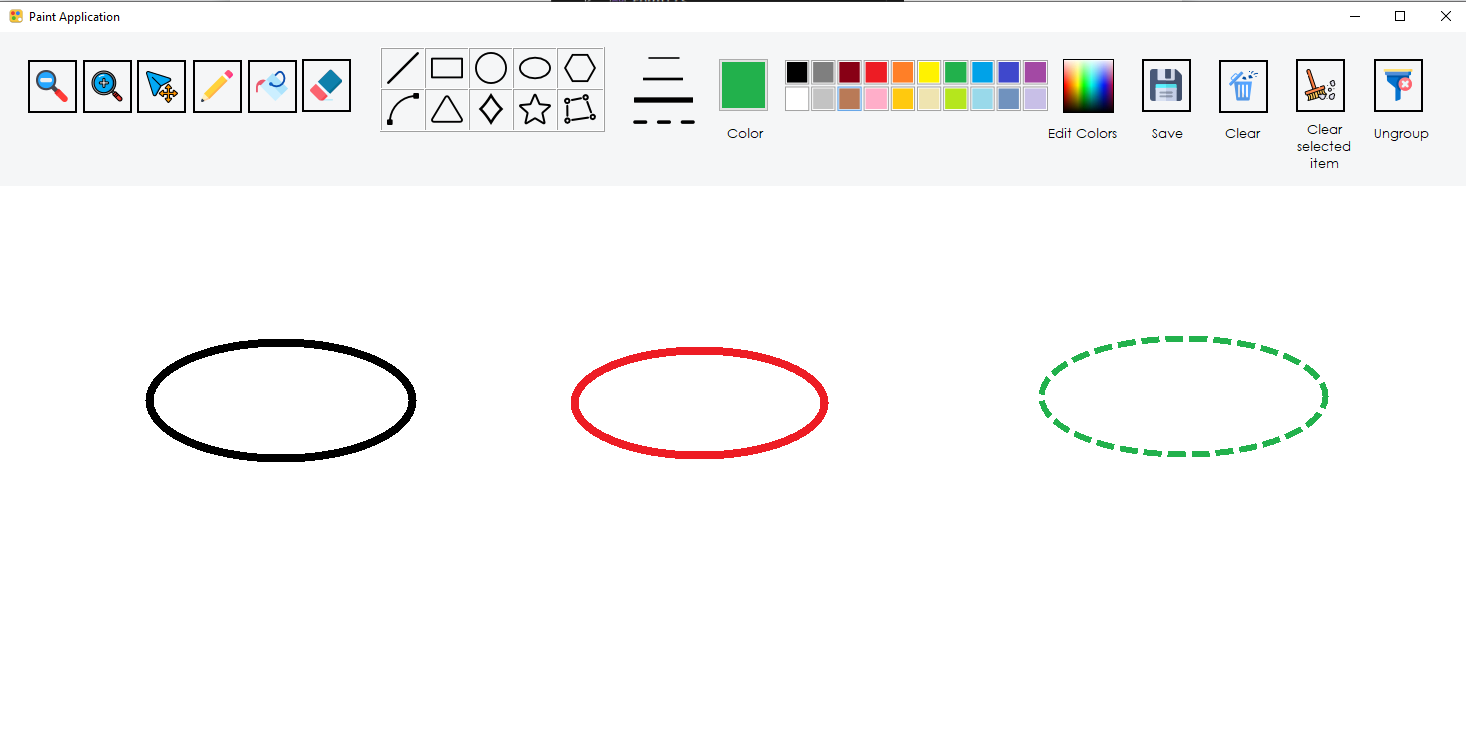 Paint Application
Color
Edit Colors
Save
Clear
Clear
selected
item
Ungroup